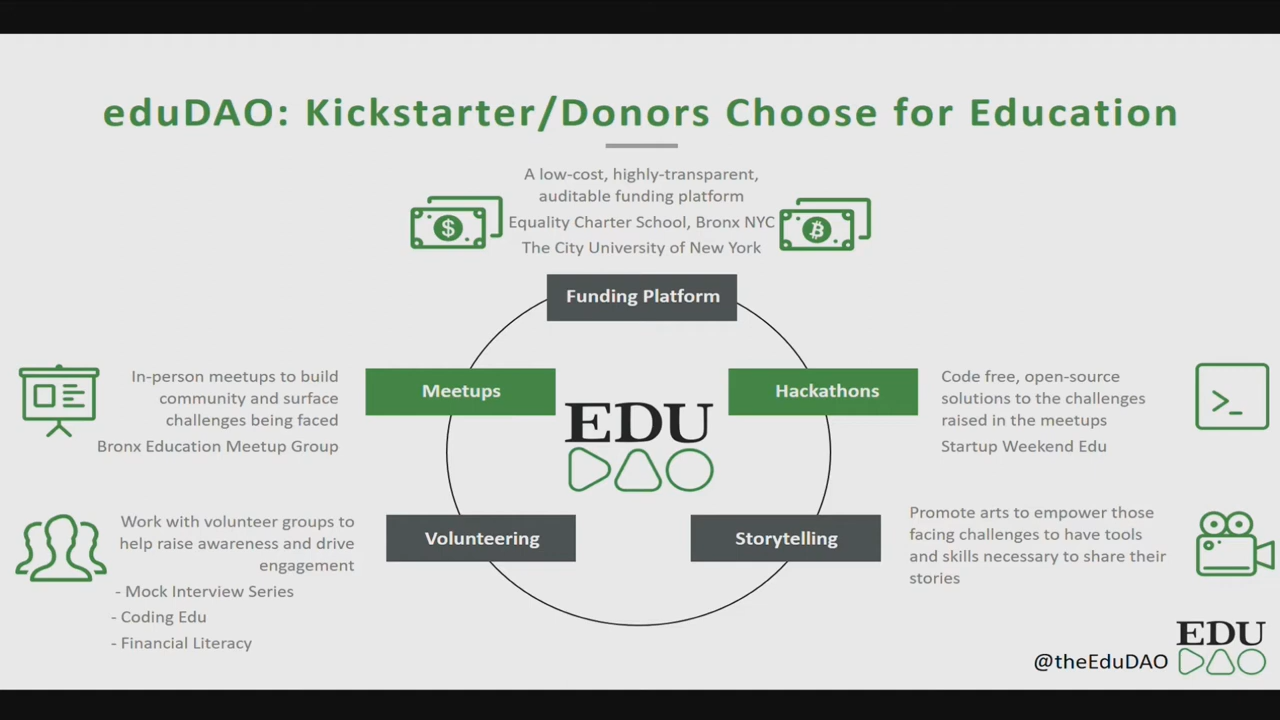 eduDAO: Kickstarter/Donors Choose for Education
A low-cost, highly-transparent,
auditable funding platform
Equality Charter School, Bronx NYC
The City University of New York
$
Funding Platform
In-person meetups to build
community and surface
challenges being faced
Bronx Education Meetup Group
Meetups
Hackathons
Code free, open-source
solutions to the challenges
raised in the meetups
Startup Weekend Edu
EDU
DAO
Work with volunteer groups to
help raise awareness and drive
engagement
- Mock Interview Series
- Coding Edu
- Financial Literacy
Volunteering
Storytelling
Promote arts to empower those
facing challenges to have tools
and skills necessary to share their
stories
@theEduDAO
EDU
DAO